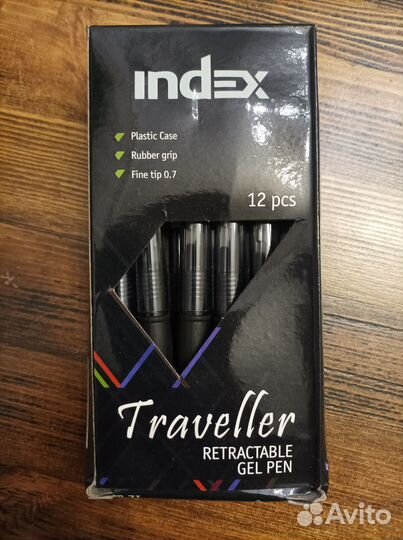 index
Plastic Case
Rubber grip
Fine tip 0.7
12 pcs
Traveller
RETRACTABLE
GEL PEN
Avito